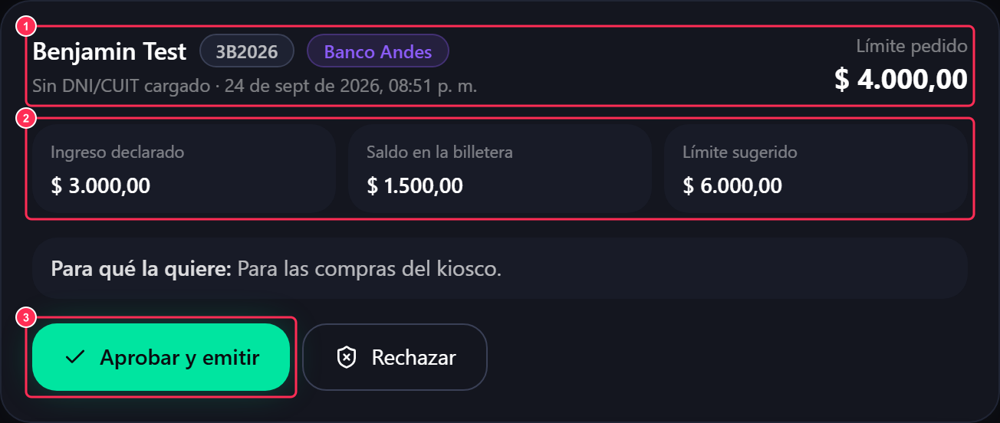 1
Benjamin Test 3B2026 Banco Andes Límite pedido
Sin DNI/CUIT cargado · 24 de sept de 2026, 08:51 p. m. $ 4.000,00
2
Ingreso declarado Saldo en la billetera Límite sugerido
$ 3.000,00 $ 1.500,00 $ 6.000,00
Para qué la quiere: Para las compras del kiosco.
3
Aprobar y emitir Rechazar